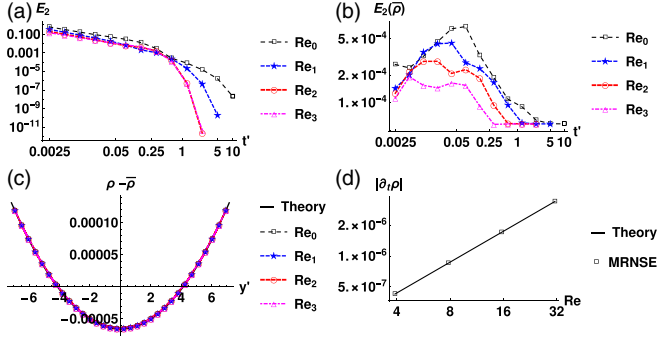 (a)
E₂
0.100
0.001
10⁻⁵
10⁻⁷
10⁻⁹
10⁻¹¹
0.0025 0.05 0.25 1 5 10
t'
Re₀
Re₁
Re₂
Re₃
(b)
E₂(ρ̅)
5.×10⁻⁴
2.×10⁻⁴
1.×10⁻⁴
0.0025 0.05 0.25 1 5 10
t'
Re₀
Re₁
Re₂
Re₃
(c)
ρ − ρ̅
0.00010
0.00005
-0.00005
-6 -4 -2 2 4 6
y'
Theory
Re₀
Re₁
Re₂
Re₃
(d)
|∂ₜρ|
2.×10⁻⁶
1.×10⁻⁶
5.×10⁻⁷
4 8 16 32
Re
Theory
MRNSE